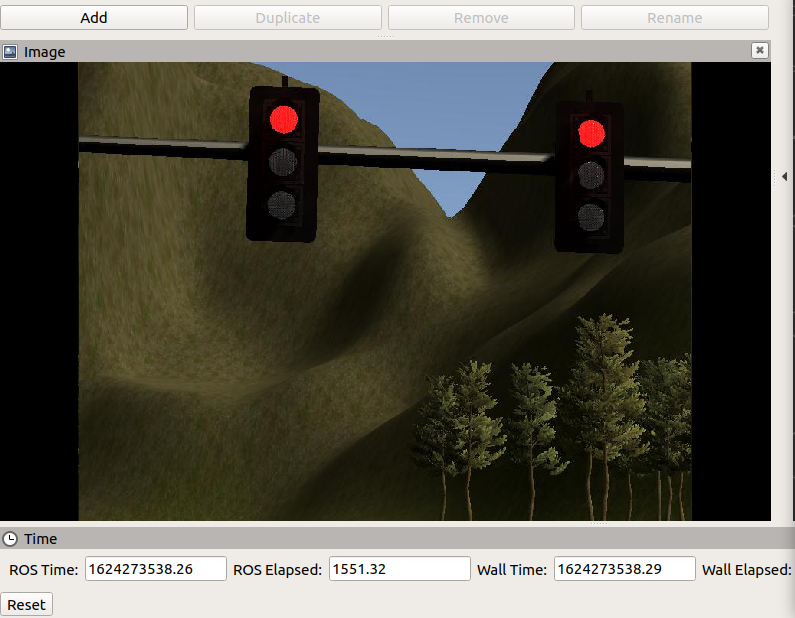 Add Duplicate Remove Rename
Image
Time
ROS Time: 1624273538.26 ROS Elapsed: 1551.32 Wall Time: 1624273538.29 Wall Elapsed:
Reset